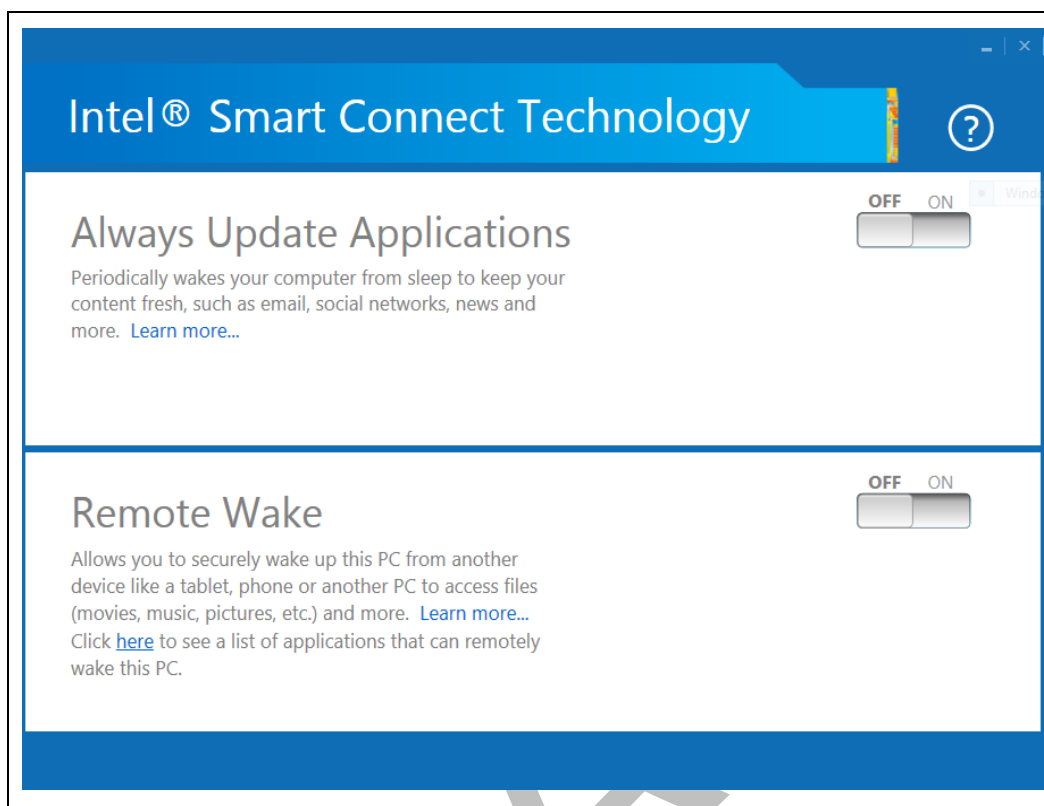 Intel® Smart Connect Technology
?
OFF ON
Windo
Always Update Applications
Periodically wakes your computer from sleep to keep your
content fresh, such as email, social networks, news and
more. Learn more...
OFF ON
Remote Wake
Allows you to securely wake up this PC from another
device like a tablet, phone or another PC to access files
(movies, music, pictures, etc.) and more. Learn more...
Click here to see a list of applications that can remotely
wake this PC.